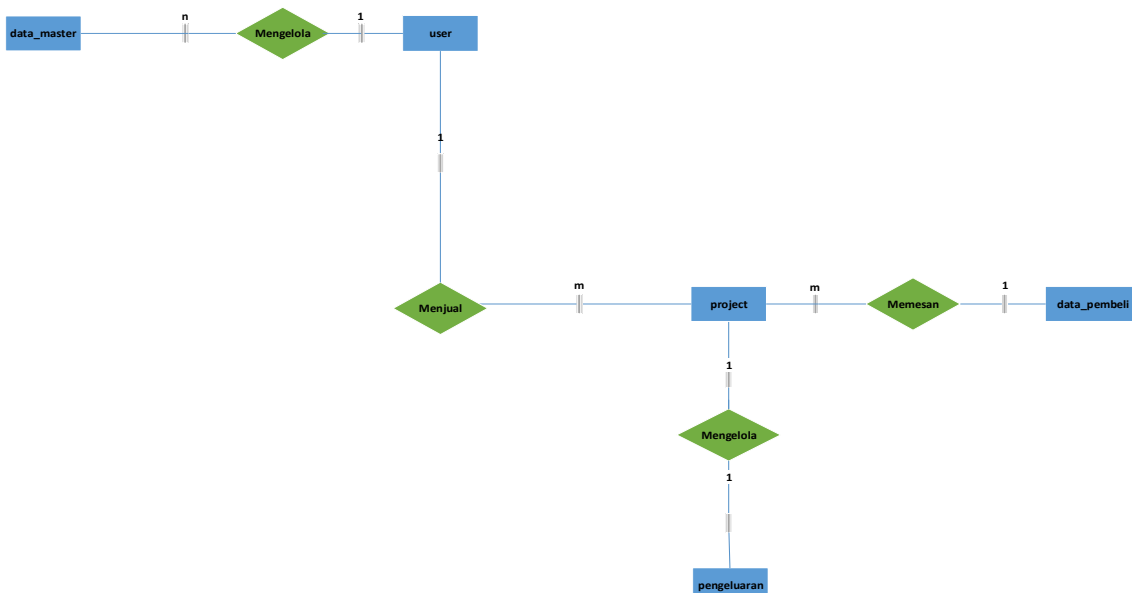 n
1
data_master
Mengelola
user
1
m
m
1
Menjual
project
Memesan
data_pembeli
1
Mengelola
1
pengeluaran